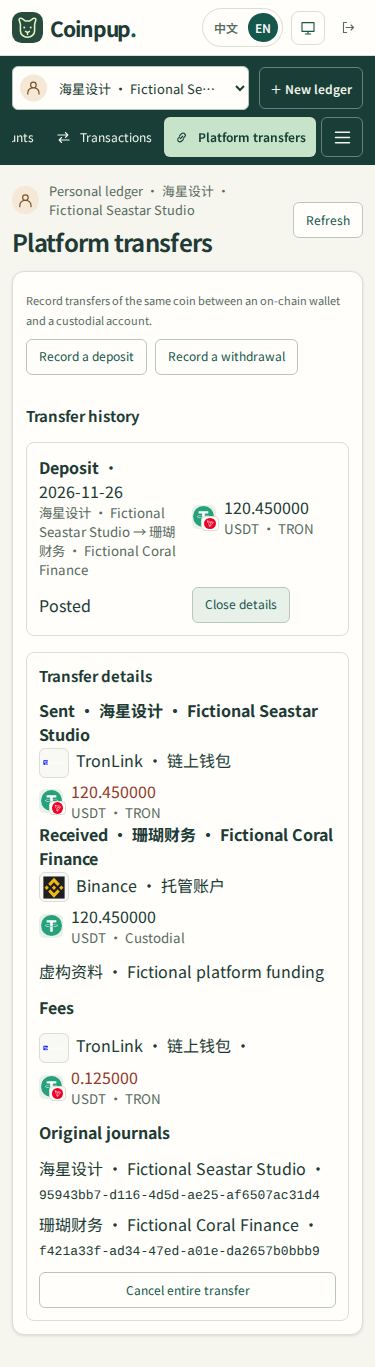 Coinpup.
中文
EN
海星设计 · Fictional Se···
+ New ledger
unts
Transactions
Platform transfers
Personal ledger · 海星设计 ·
Fictional Seastar Studio
Platform transfers
Refresh
Record transfers of the same coin between an on-chain wallet
and a custodial account.
Record a deposit
Record a withdrawal
Transfer history
Deposit ·
2026-11-26
海星设计 · Fictional
Seastar Studio → 珊瑚
财务 · Fictional Coral
Finance
120.450000
USDT · TRON
Posted
Close details
Transfer details
Sent · 海星设计 · Fictional Seastar
Studio
TronLink · 链上钱包
120.450000
USDT · TRON
Received · 珊瑚财务 · Fictional Coral
Finance
Binance · 托管账户
120.450000
USDT · Custodial
虚构资料 · Fictional platform funding
Fees
TronLink · 链上钱包 ·
0.125000
USDT · TRON
Original journals
海星设计 · Fictional Seastar Studio ·
95943bb7-d116-4d5d-ae25-af6507ac31d4
珊瑚财务 · Fictional Coral Finance ·
f421a33f-ad34-47ed-a01e-da2657b0bbb9
Cancel entire transfer